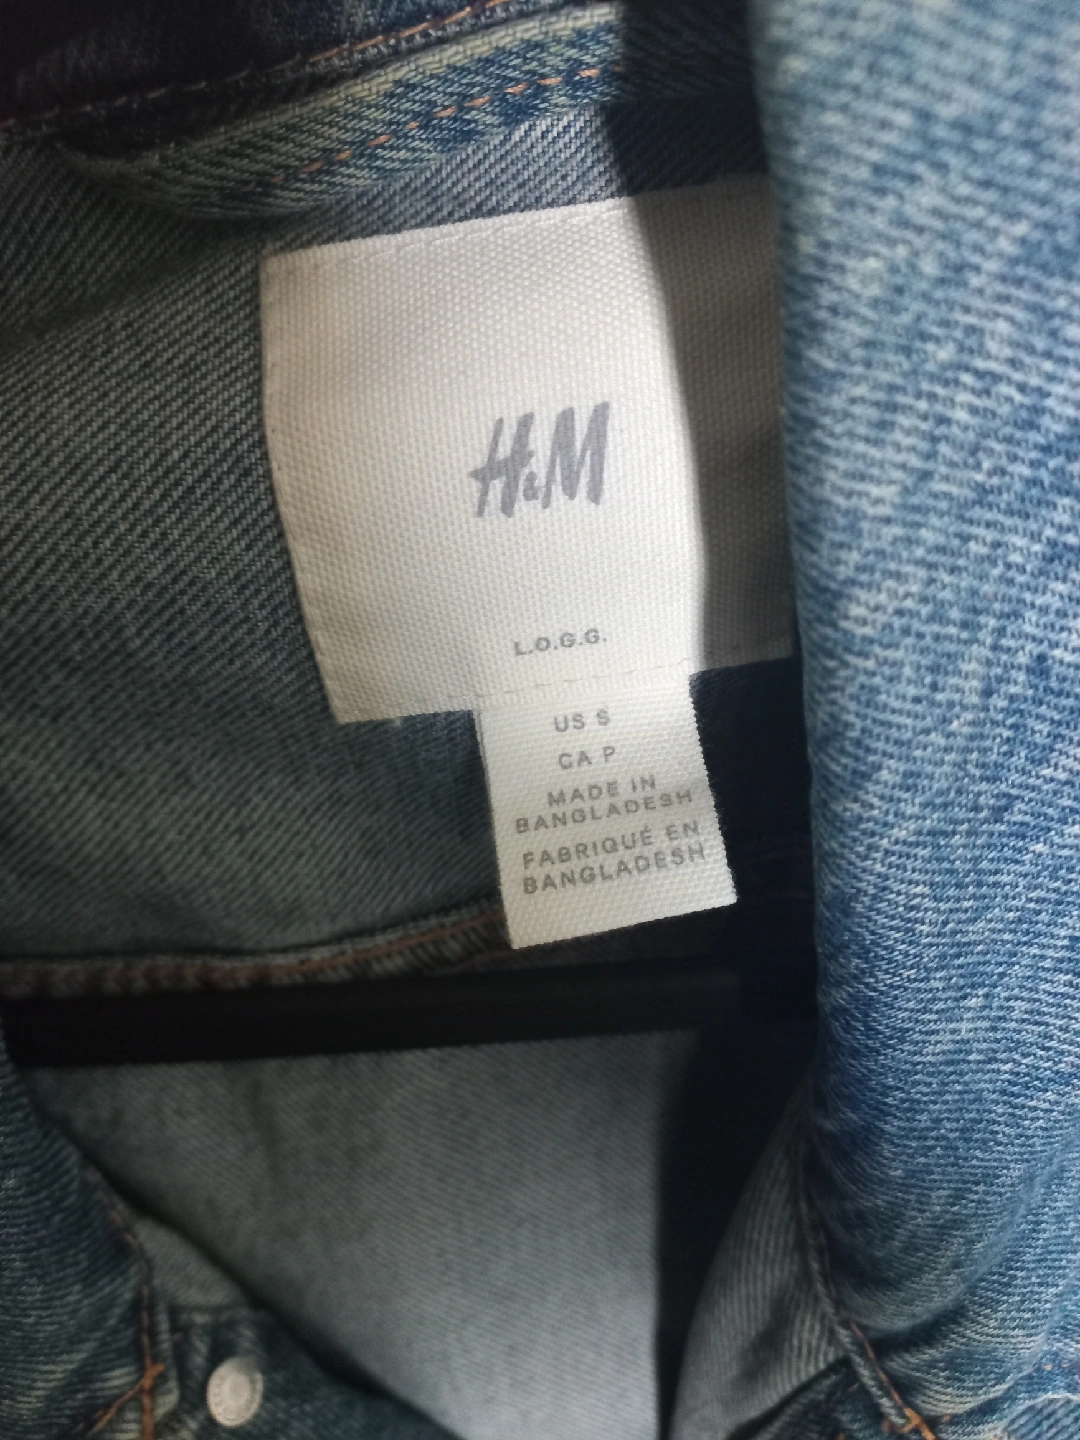 H&M
L.O.G.G.
US S
CA P
MADE IN
BANGLADESH
FABRIQUÉ EN
BANGLADESH